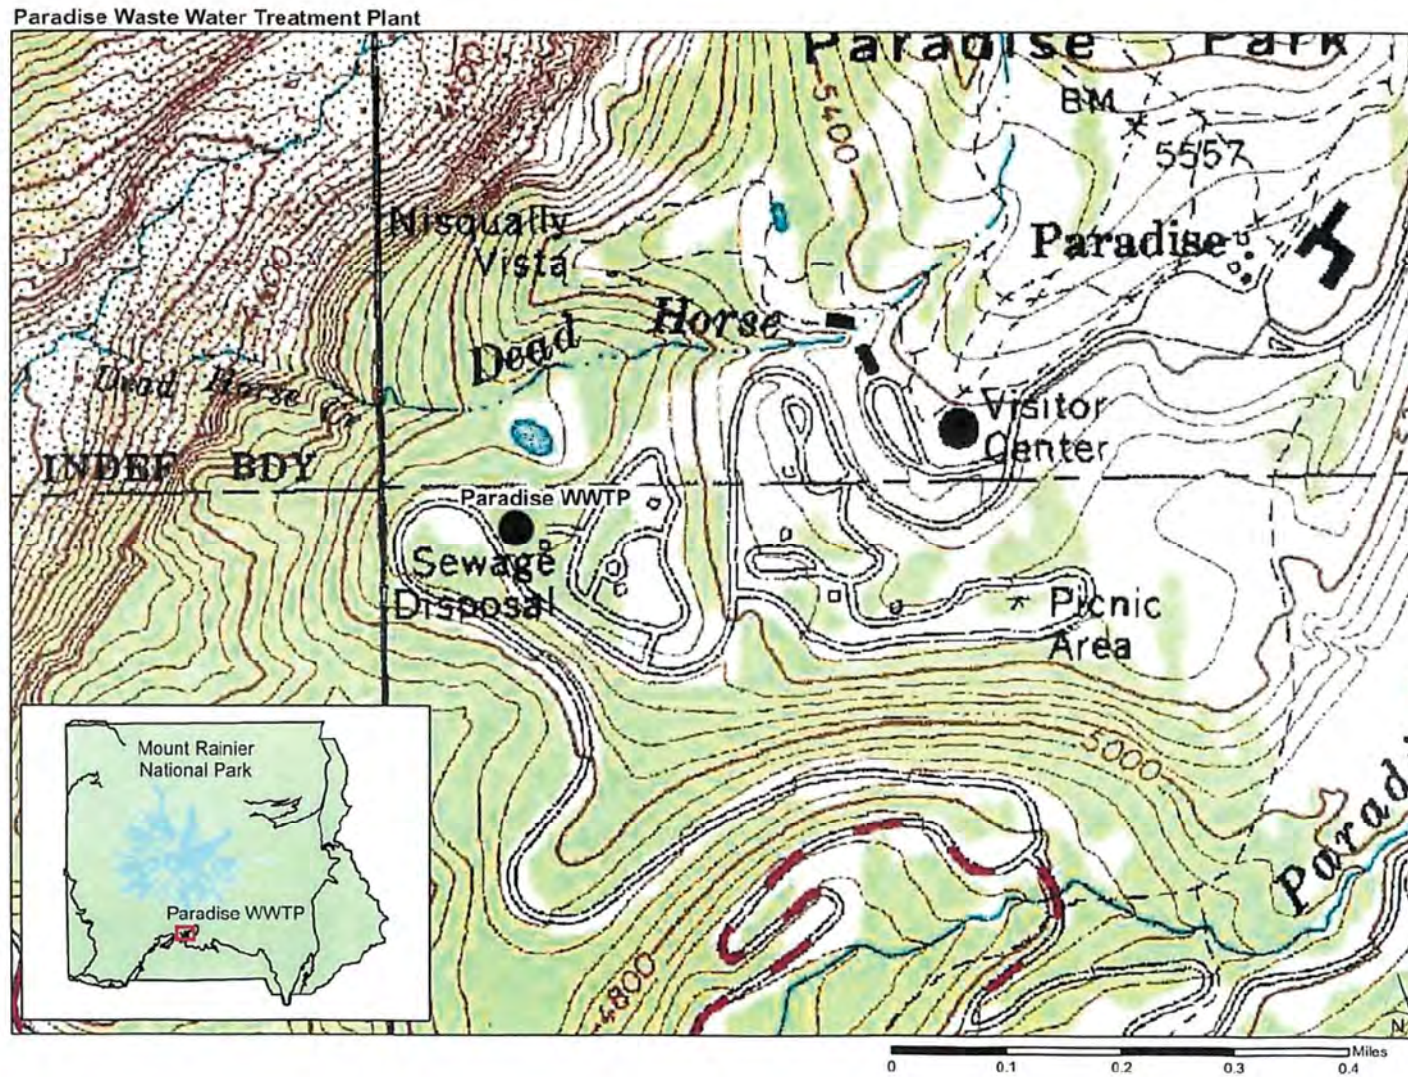 Paradise Waste Water Treatment Plant
Paradise Park
BM
5557
5400
4400
Nisqually
Vista
Paradise
Dead Horse
Dead Horse Cr
Visitor
Center
INDEF BDY
Paradise WWTP
Sewage
Disposal
Picnic
Area
5000
4800
Mount Rainier
National Park
Paradise WWTP
N
0 0.1 0.2 0.3 0.4 Miles